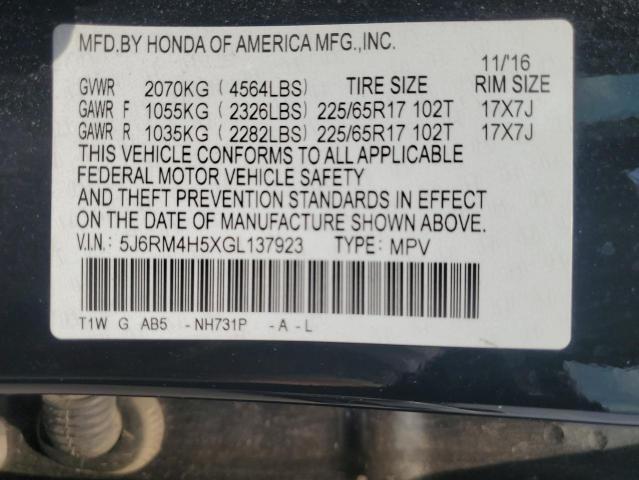 MFD.BY HONDA OF AMERICA MFG.,INC.
11/'16
GVWR 2070KG ( 4564LBS) TIRE SIZE RIM SIZE
GAWR F 1055KG ( 2326LBS) 225/65R17 102T 17X7J
GAWR R 1035KG ( 2282LBS) 225/65R17 102T 17X7J
THIS VEHICLE CONFORMS TO ALL APPLICABLE
FEDERAL MOTOR VEHICLE SAFETY
AND THEFT PREVENTION STANDARDS IN EFFECT
ON THE DATE OF MANUFACTURE SHOWN ABOVE.
V.I.N.: 5J6RM4H5XGL137923 TYPE: MPV
T1W G AB5 -NH731P -A-L